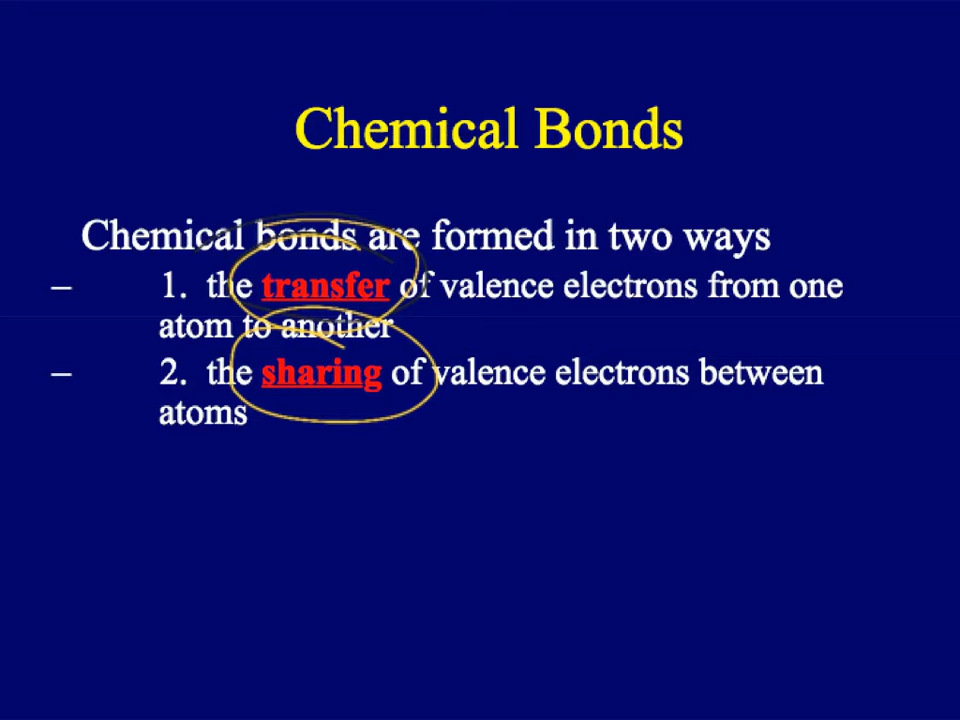 Chemical Bonds
Chemical bonds are formed in two ways
– 1. the transfer of valence electrons from one
atom to another
– 2. the sharing of valence electrons between
atoms